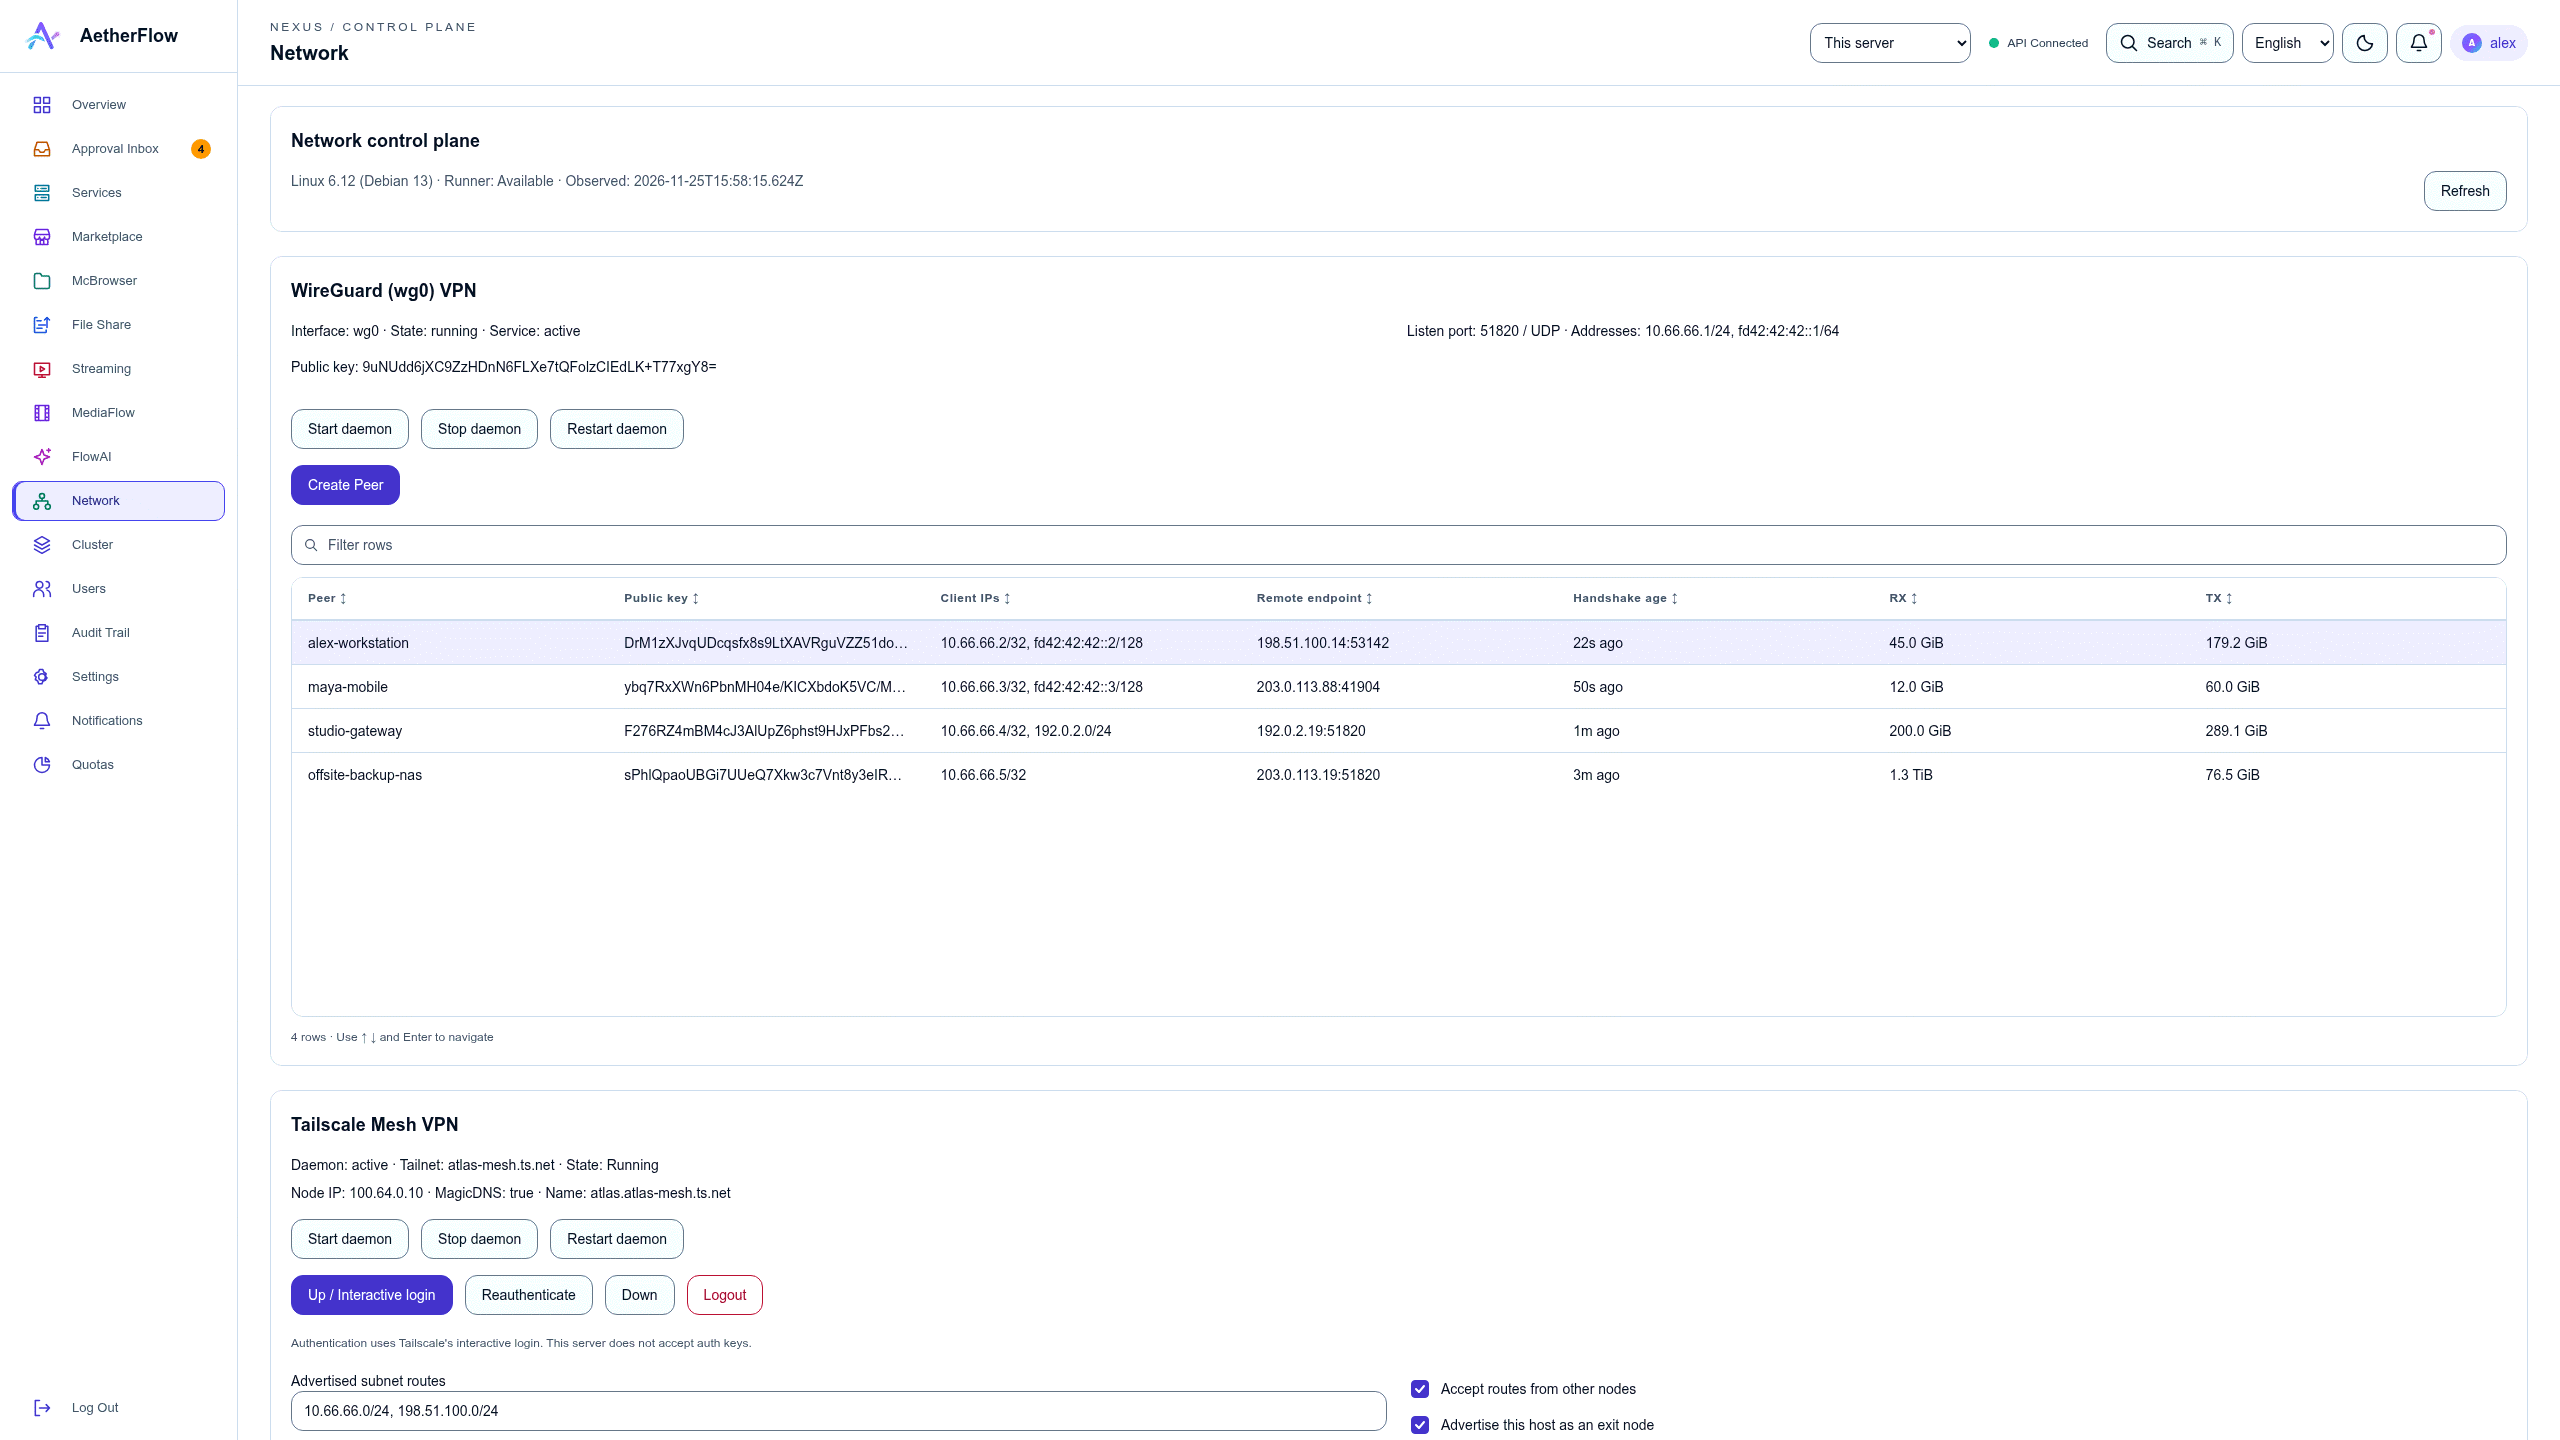 AetherFlow
NEXUS / CONTROL PLANE
Network
This server
API Connected
Search ⌘ K
English
A alex
Overview
Approval Inbox 4
Services
Marketplace
McBrowser
File Share
Streaming
MediaFlow
FlowAI
Network
Cluster
Users
Audit Trail
Settings
Notifications
Quotas
Log Out
Network control plane
Linux 6.12 (Debian 13) · Runner: Available · Observed: 2026-11-25T15:58:15.624Z
Refresh
WireGuard (wg0) VPN
Interface: wg0 · State: running · Service: active
Listen port: 51820 / UDP · Addresses: 10.66.66.1/24, fd42:42:42::1/64
Public key: 9uNUdd6jXC9ZzHDnN6FLXe7tQFolzCIEdLK+T77xgY8=
Start daemon Stop daemon Restart daemon
Create Peer
Filter rows
Peer ↕ Public key ↕ Client IPs ↕ Remote endpoint ↕ Handshake age ↕ RX ↕ TX ↕
alex-workstation DrM1zXJvqUDcqsfx8s9LtXAVRguVZZ51do… 10.66.66.2/32, fd42:42:42::2/128 198.51.100.14:53142 22s ago 45.0 GiB 179.2 GiB
maya-mobile ybq7RxXWn6PbnMH04e/KICXbdoK5VC/M… 10.66.66.3/32, fd42:42:42::3/128 203.0.113.88:41904 50s ago 12.0 GiB 60.0 GiB
studio-gateway F276RZ4mBM4cJ3AlUpZ6phst9HJxPFbs2… 10.66.66.4/32, 192.0.2.0/24 192.0.2.19:51820 1m ago 200.0 GiB 289.1 GiB
offsite-backup-nas sPhlQpaoUBGi7UUeQ7Xkw3c7Vnt8y3eIR… 10.66.66.5/32 203.0.113.19:51820 3m ago 1.3 TiB 76.5 GiB
4 rows · Use ↑ ↓ and Enter to navigate
Tailscale Mesh VPN
Daemon: active · Tailnet: atlas-mesh.ts.net · State: Running
Node IP: 100.64.0.10 · MagicDNS: true · Name: atlas.atlas-mesh.ts.net
Start daemon Stop daemon Restart daemon
Up / Interactive login Reauthenticate Down Logout
Authentication uses Tailscale's interactive login. This server does not accept auth keys.
Advertised subnet routes
10.66.66.0/24, 198.51.100.0/24
Accept routes from other nodes
Advertise this host as an exit node